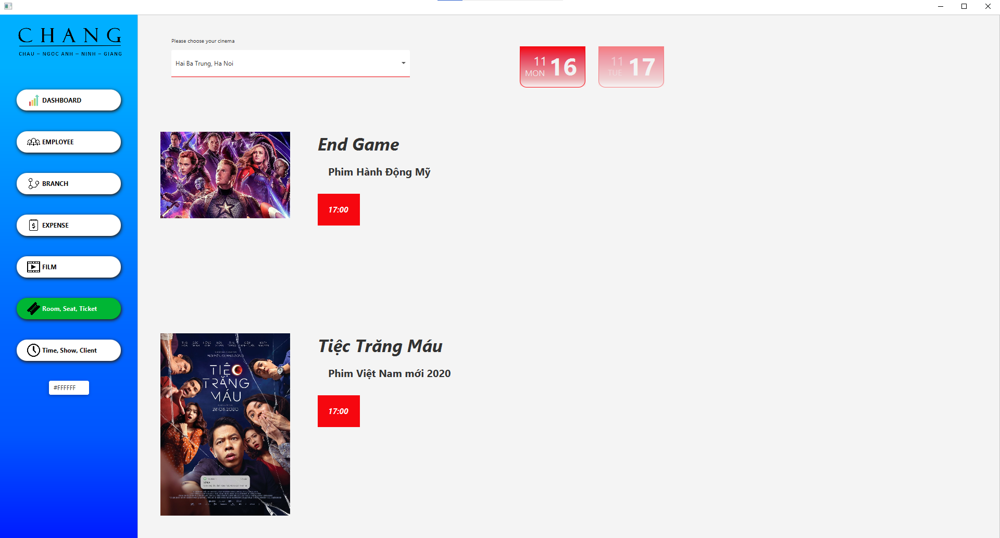 CHANG
CHAU – NGOC ANH – NINH – GIANG
DASHBOARD
EMPLOYEE
BRANCH
EXPENSE
FILM
Room, Seat, Ticket
Time, Show, Client
#FFFFFF
Please choose your cinema
Hai Ba Trung, Ha Noi
11
MON
16
11
TUE
17
End Game
Phim Hành Động Mỹ
17:00
TIỆC
TRĂNG
MÁU
28.08.2020
Tiệc Trăng Máu
Phim Việt Nam mới 2020
17:00